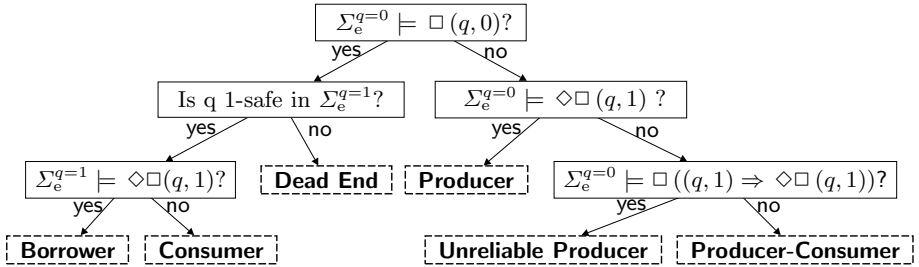 Σ_e^{q=0} ⊨ □ (q, 0)?
yes no
Is q 1-safe in Σ_e^{q=1}?
Σ_e^{q=0} ⊨ ◇□ (q, 1) ?
yes no yes no
Σ_e^{q=1} ⊨ ◇□(q, 1)?
Dead End
Producer
Σ_e^{q=0} ⊨ □ ((q, 1) ⇒ ◇□ (q, 1))?
yes no yes no
Borrower
Consumer
Unreliable Producer
Producer-Consumer